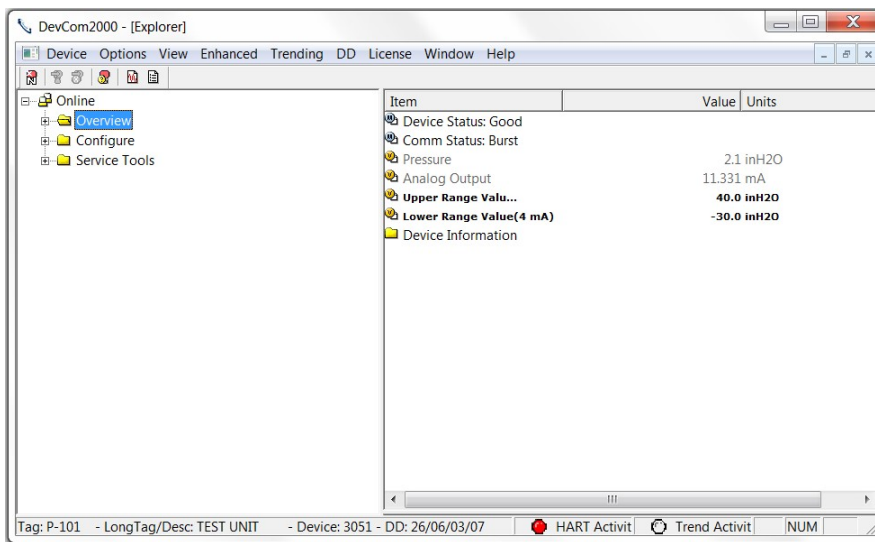 DevCom2000 - [Explorer]
Device Options View Enhanced Trending DD License Window Help
Online
Overview
Configure
Service Tools
Item Value Units
Device Status: Good
Comm Status: Burst
Pressure 2.1 inH2O
Analog Output 11.331 mA
Upper Range Valu... 40.0 inH2O
Lower Range Value(4 mA) -30.0 inH2O
Device Information
Tag: P-101 - LongTag/Desc: TEST UNIT - Device: 3051 - DD: 26/06/03/07 HART Activit Trend Activit NUM